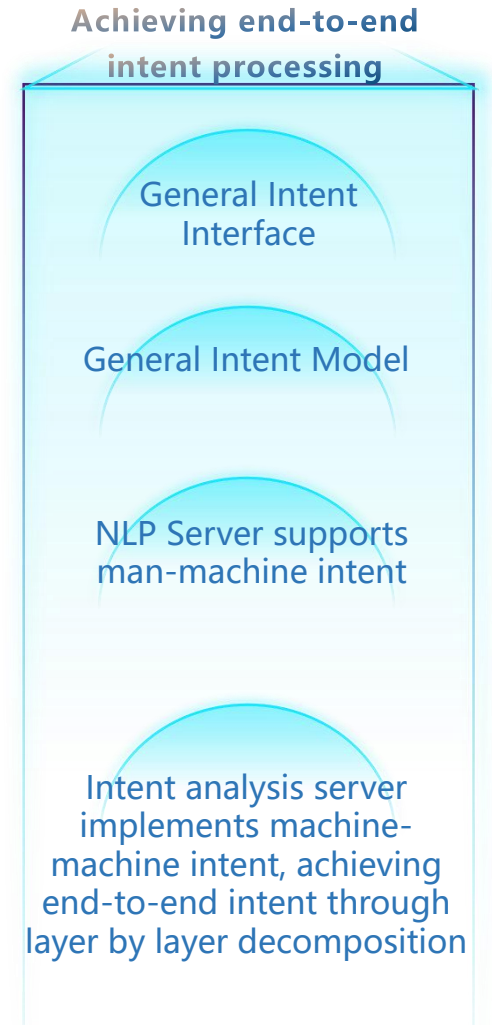 Achieving end-to-end
intent processing
General Intent
Interface
General Intent Model
NLP Server supports
man-machine intent
Intent analysis server
implements machine-
machine intent, achieving
end-to-end intent through
layer by layer decomposition